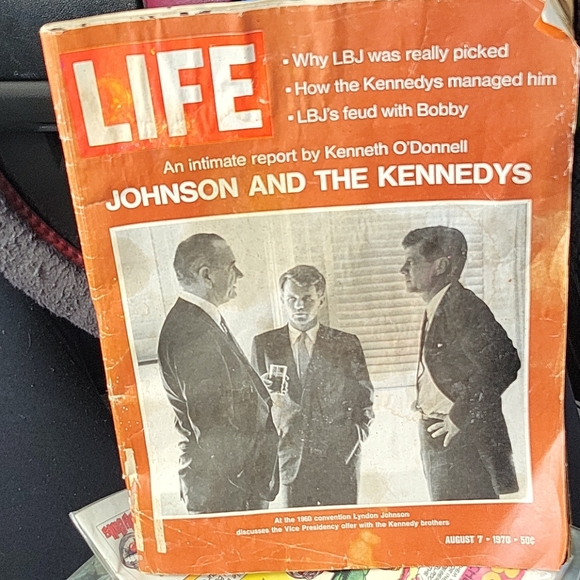 LIFE
• Why LBJ was really picked
• How the Kennedys managed him
• LBJ's feud with Bobby
An intimate report by Kenneth O'Donnell
JOHNSON AND THE KENNEDYS
At the 1960 convention Lyndon Johnson
discusses the Vice Presidency offer with the Kennedy brothers
AUGUST 7 • 1970 • 50¢